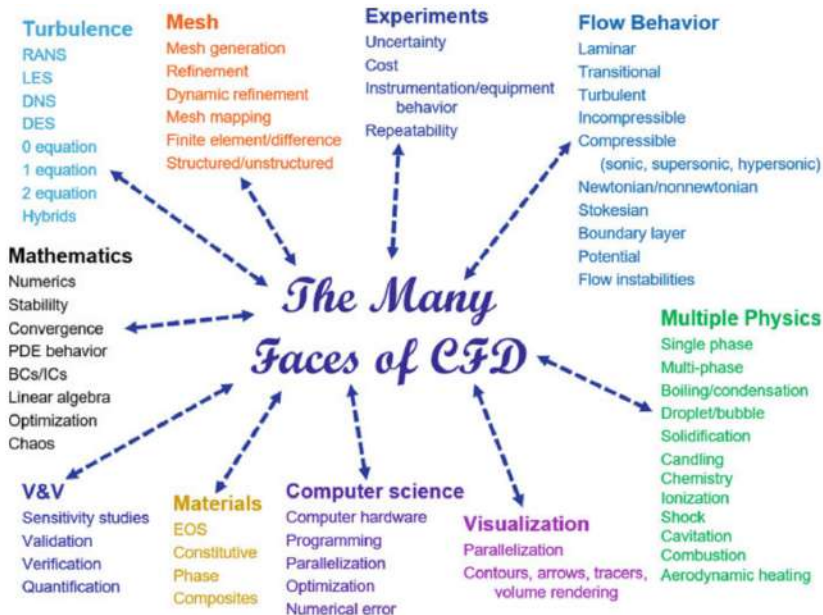 Turbulence
RANS
LES
DNS
DES
0 equation
1 equation
2 equation
Hybrids
Mesh
Mesh generation
Refinement
Dynamic refinement
Mesh mapping
Finite element/difference
Structured/unstructured
Experiments
Uncertainty
Cost
Instrumentation/equipment
behavior
Repeatability
Flow Behavior
Laminar
Transitional
Turbulent
Incompressible
Compressible
(sonic, supersonic, hypersonic)
Newtonian/nonnewtonian
Stokesian
Boundary layer
Potential
Flow instabilities
The Many
Faces of CFD
Mathematics
Numerics
Stabililty
Convergence
PDE behavior
BCs/ICs
Linear algebra
Optimization
Chaos
Multiple Physics
Single phase
Multi-phase
Boiling/condensation
Droplet/bubble
Solidification
Candling
Chemistry
Ionization
Shock
Cavitation
Combustion
Aerodynamic heating
V&V
Sensitivity studies
Validation
Verification
Quantification
Materials
EOS
Constitutive
Phase
Composites
Computer science
Computer hardware
Programming
Parallelization
Optimization
Numerical error
Visualization
Parallelization
Contours, arrows, tracers,
volume rendering